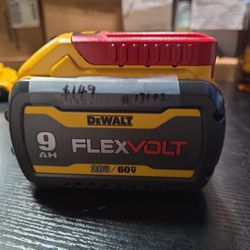 $149
DEWALT
9
AH
FLEXVOLT
20V/60V